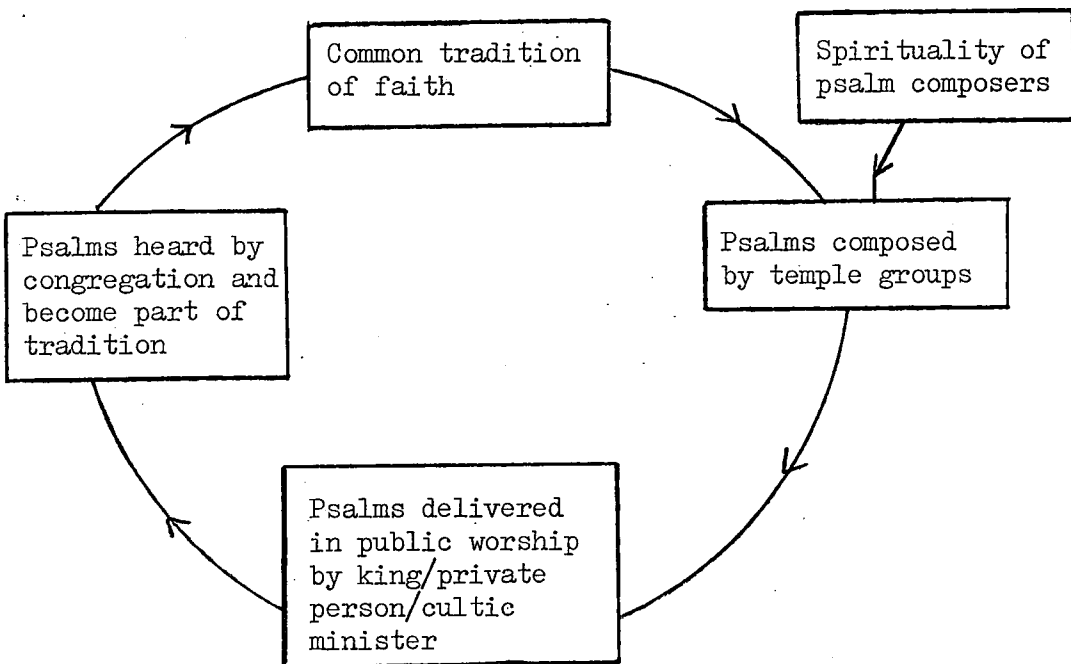 Common tradition
of faith
Spirituality of
psalm composers
Psalms heard by
congregation and
become part of
tradition
Psalms composed
by temple groups
Psalms delivered
in public worship
by king/private
person/cultic
minister